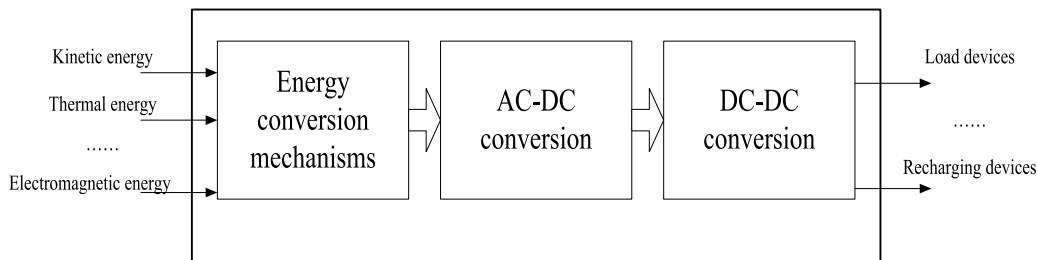 Kinetic energy
Thermal energy
......
Electromagnetic energy
Energy
conversion
mechanisms
AC-DC
conversion
DC-DC
conversion
Load devices
......
Recharging devices